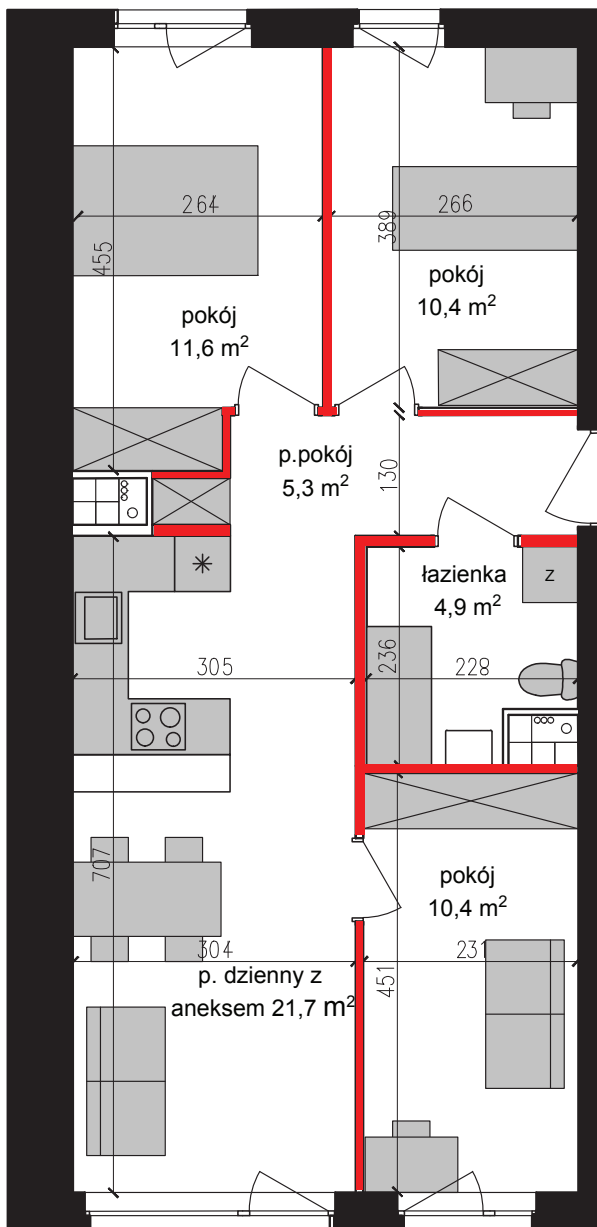 264
266
455
389
pokój
10,4 m²
pokój
11,6 m²
p.pokój
5,3 m²
130
łazienka
4,9 m²
z
305
236
228
707
pokój
10,4 m²
304
231
p. dzienny z
aneksem 21,7 m²
451